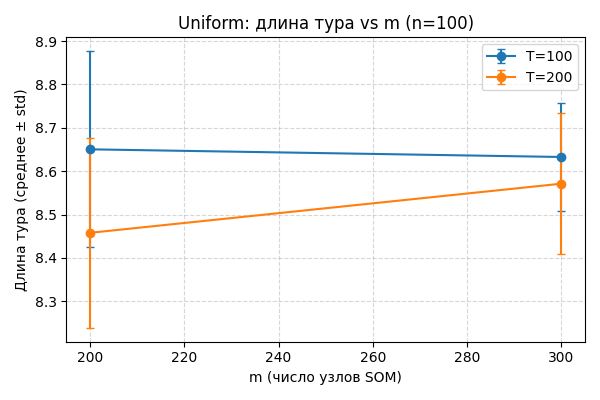 Uniform: длина тура vs m (n=100)
Длина тура (среднее ± std)
8.9
8.8
8.7
8.6
8.5
8.4
8.3
T=100
T=200
200
220
240
260
280
300
m (число узлов SOM)